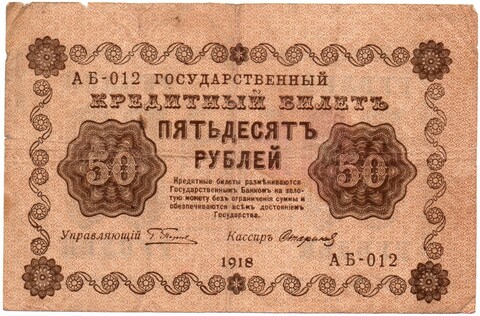 АБ-012 ГОСУДАРСТВЕННЫЙ
КРЕДИТНЫЙ БИЛЕТЪ
ПЯТЬДЕСЯТЪ
50 РУБЛЕЙ 50
Кредитные билеты размѣниваются
Государственнымъ Банкомъ на золо-
тую монету безъ ограниченія суммы и
обезпечиваются всѣмъ достояніемъ
Государства.
Управляющій Кассиръ
1918 АБ-012